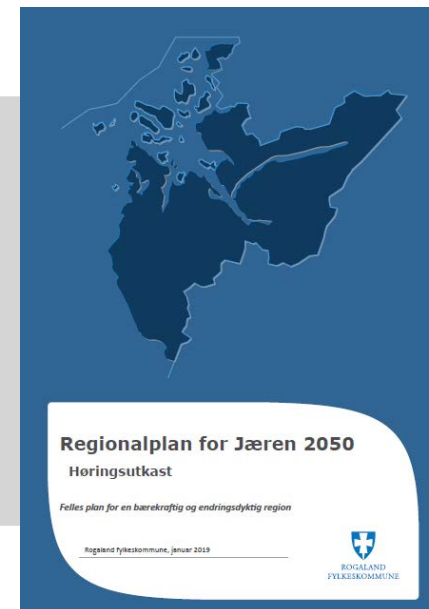 Regionalplan for Jæren 2050
Høringsutkast
Felles plan for en bærekraftig og endringsdyktig region
Rogaland fylkeskommune, januar 2019
ROGALAND
FYLKESKOMMUNE